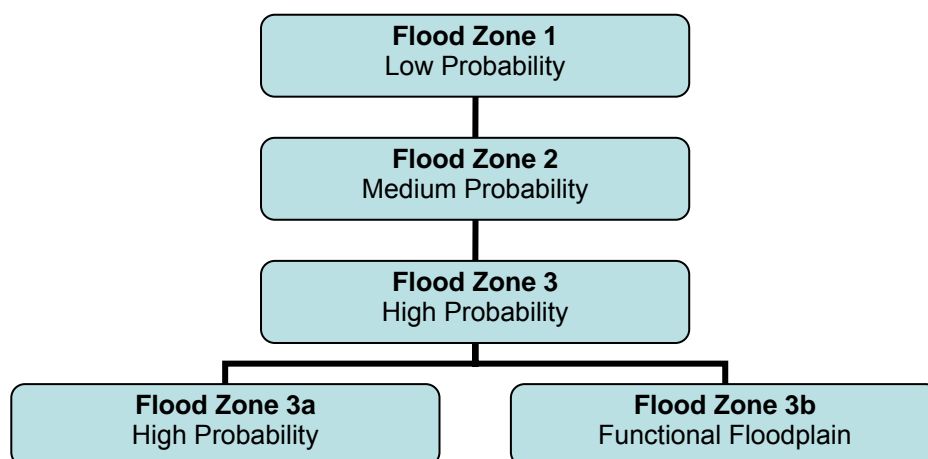 Flood Zone 1
Low Probability
Flood Zone 2
Medium Probability
Flood Zone 3
High Probability
Flood Zone 3a
High Probability
Flood Zone 3b
Functional Floodplain